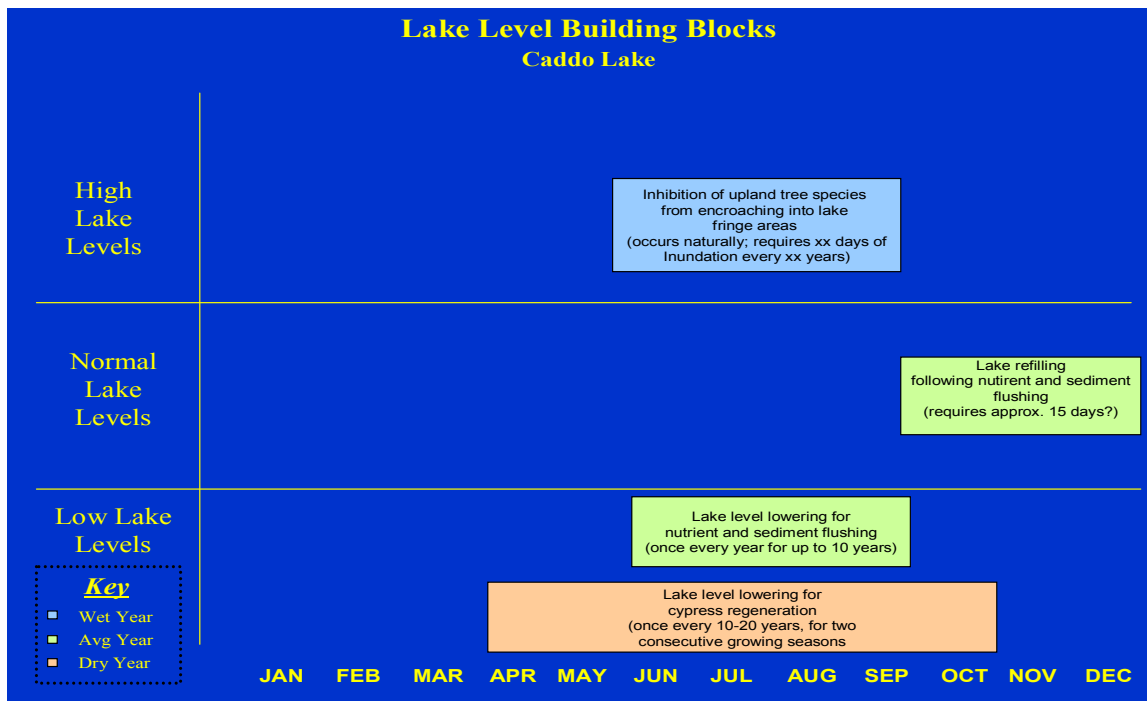 Lake Level Building Blocks
Caddo Lake
High
Lake
Levels
Inhibition of upland tree species
from encroaching into lake
fringe areas
(occurs naturally; requires xx days of
Inundation every xx years)
Normal
Lake
Levels
Lake refilling
following nutirent and sediment
flushing
(requires approx. 15 days?)
Low Lake
Levels
Lake level lowering for
nutrient and sediment flushing
(once every year for up to 10 years)
Lake level lowering for
cypress regeneration
(once every 10-20 years, for two
consecutive growing seasons
Key
Wet Year
Avg Year
Dry Year
JAN FEB MAR APR MAY JUN JUL AUG SEP OCT NOV DEC